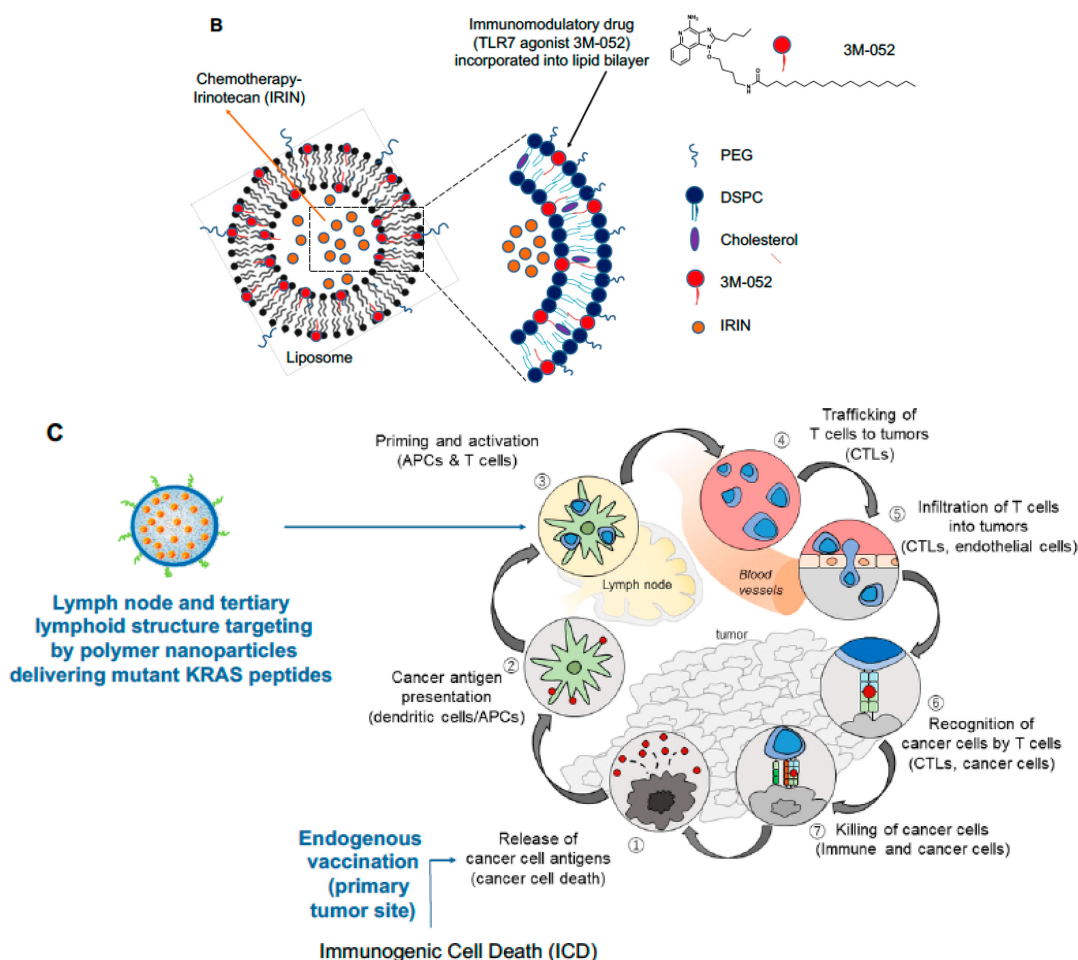 B
Immunomodulatory drug
(TLR7 agonist 3M-052)
incorporated into lipid bilayer
NH₂
N
N
N
O
N
H
O
3M-052
Chemotherapy-
Irinotecan (IRIN)
PEG
DSPC
Cholesterol
3M-052
IRIN
Liposome
C
Priming and activation
(APCs & T cells)
③
④
Trafficking of
T cells to tumors
(CTLs)
⑤
Infiltration of T cells
into tumors
(CTLs, endothelial cells)
Lymph node
Blood
vessels
Lymph node and tertiary
lymphoid structure targeting
by polymer nanoparticles
delivering mutant KRAS peptides
②
Cancer antigen
presentation
(dendritic cells/APCs)
tumor
⑥
Recognition of
cancer cells by T cells
(CTLs, cancer cells)
⑦
Killing of cancer cells
(Immune and cancer cells)
①
Release of
cancer cell antigens
(cancer cell death)
Endogenous
vaccination
(primary
tumor site)
Immunogenic Cell Death (ICD)